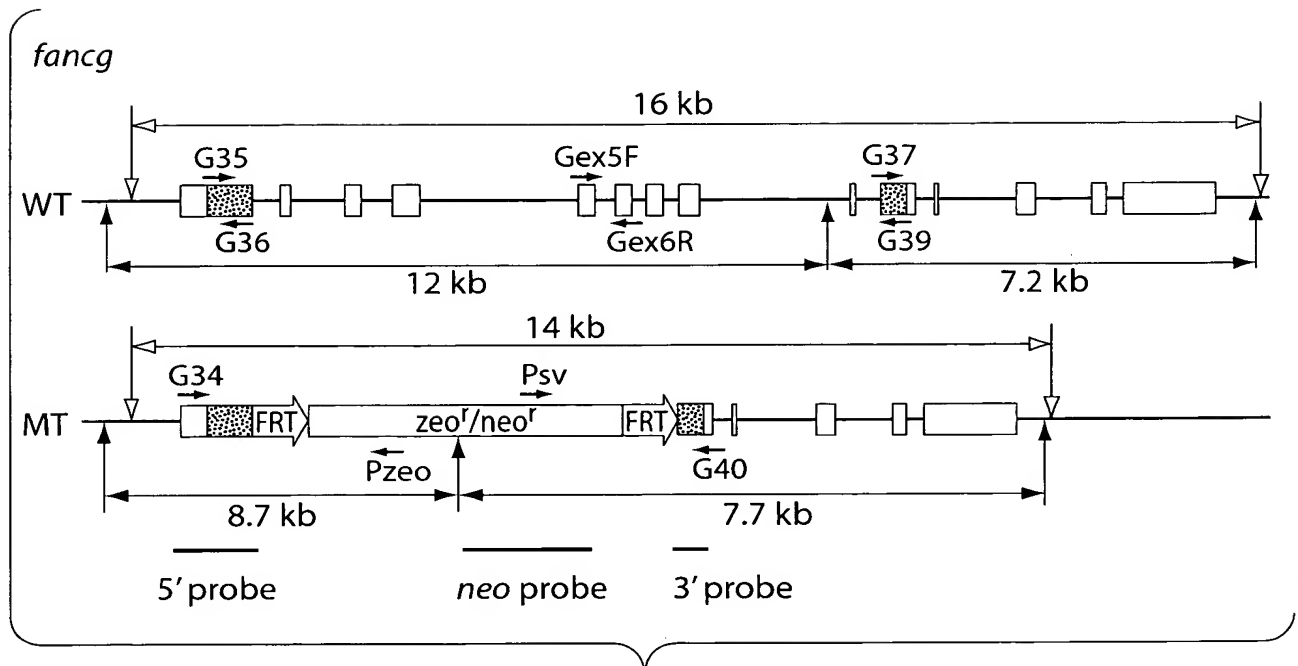 fancg
16 kb
G35
Gex5F
G37
WT
G36
Gex6R
G39
12 kb
7.2 kb
14 kb
G34
Psv
MT
FRT
zeoʳ/neoʳ
FRT
Pzeo
G40
8.7 kb
7.7 kb
5′ probe
neo probe
3′ probe